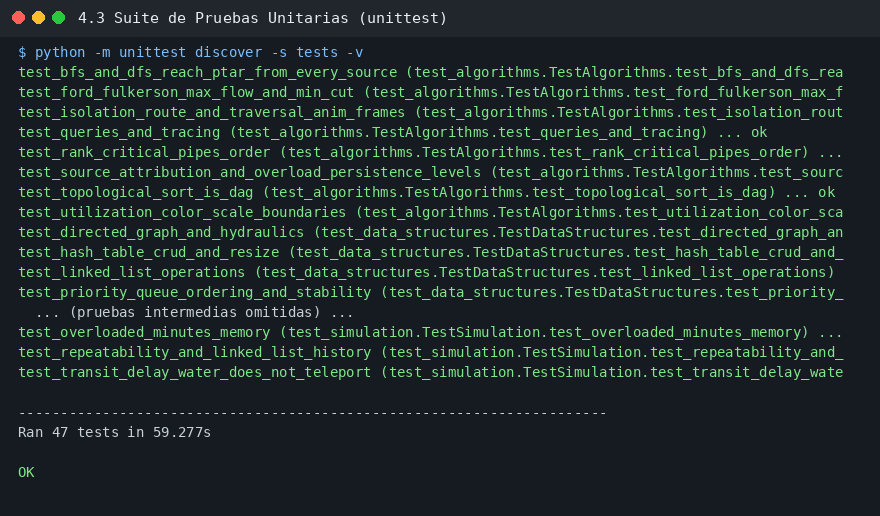 4.3 Suite de Pruebas Unitarias (unittest)
$ python -m unittest discover -s tests -v
test_bfs_and_dfs_reach_ptar_from_every_source (test_algorithms.TestAlgorithms.test_bfs_and_dfs_rea
test_ford_fulkerson_max_flow_and_min_cut (test_algorithms.TestAlgorithms.test_ford_fulkerson_max_f
test_isolation_route_and_traversal_anim_frames (test_algorithms.TestAlgorithms.test_isolation_rout
test_queries_and_tracing (test_algorithms.TestAlgorithms.test_queries_and_tracing) ... ok
test_rank_critical_pipes_order (test_algorithms.TestAlgorithms.test_rank_critical_pipes_order) ...
test_source_attribution_and_overload_persistence_levels (test_algorithms.TestAlgorithms.test_sourc
test_topological_sort_is_dag (test_algorithms.TestAlgorithms.test_topological_sort_is_dag) ... ok
test_utilization_color_scale_boundaries (test_algorithms.TestAlgorithms.test_utilization_color_sca
test_directed_graph_and_hydraulics (test_data_structures.TestDataStructures.test_directed_graph_an
test_hash_table_crud_and_resize (test_data_structures.TestDataStructures.test_hash_table_crud_and_
test_linked_list_operations (test_data_structures.TestDataStructures.test_linked_list_operations)
test_priority_queue_ordering_and_stability (test_data_structures.TestDataStructures.test_priority_
... (pruebas intermedias omitidas) ...
test_overloaded_minutes_memory (test_simulation.TestSimulation.test_overloaded_minutes_memory) ...
test_repeatability_and_linked_list_history (test_simulation.TestSimulation.test_repeatability_and_
test_transit_delay_water_does_not_teleport (test_simulation.TestSimulation.test_transit_delay_wate
----------------------------------------------------------------------
Ran 47 tests in 59.277s
OK